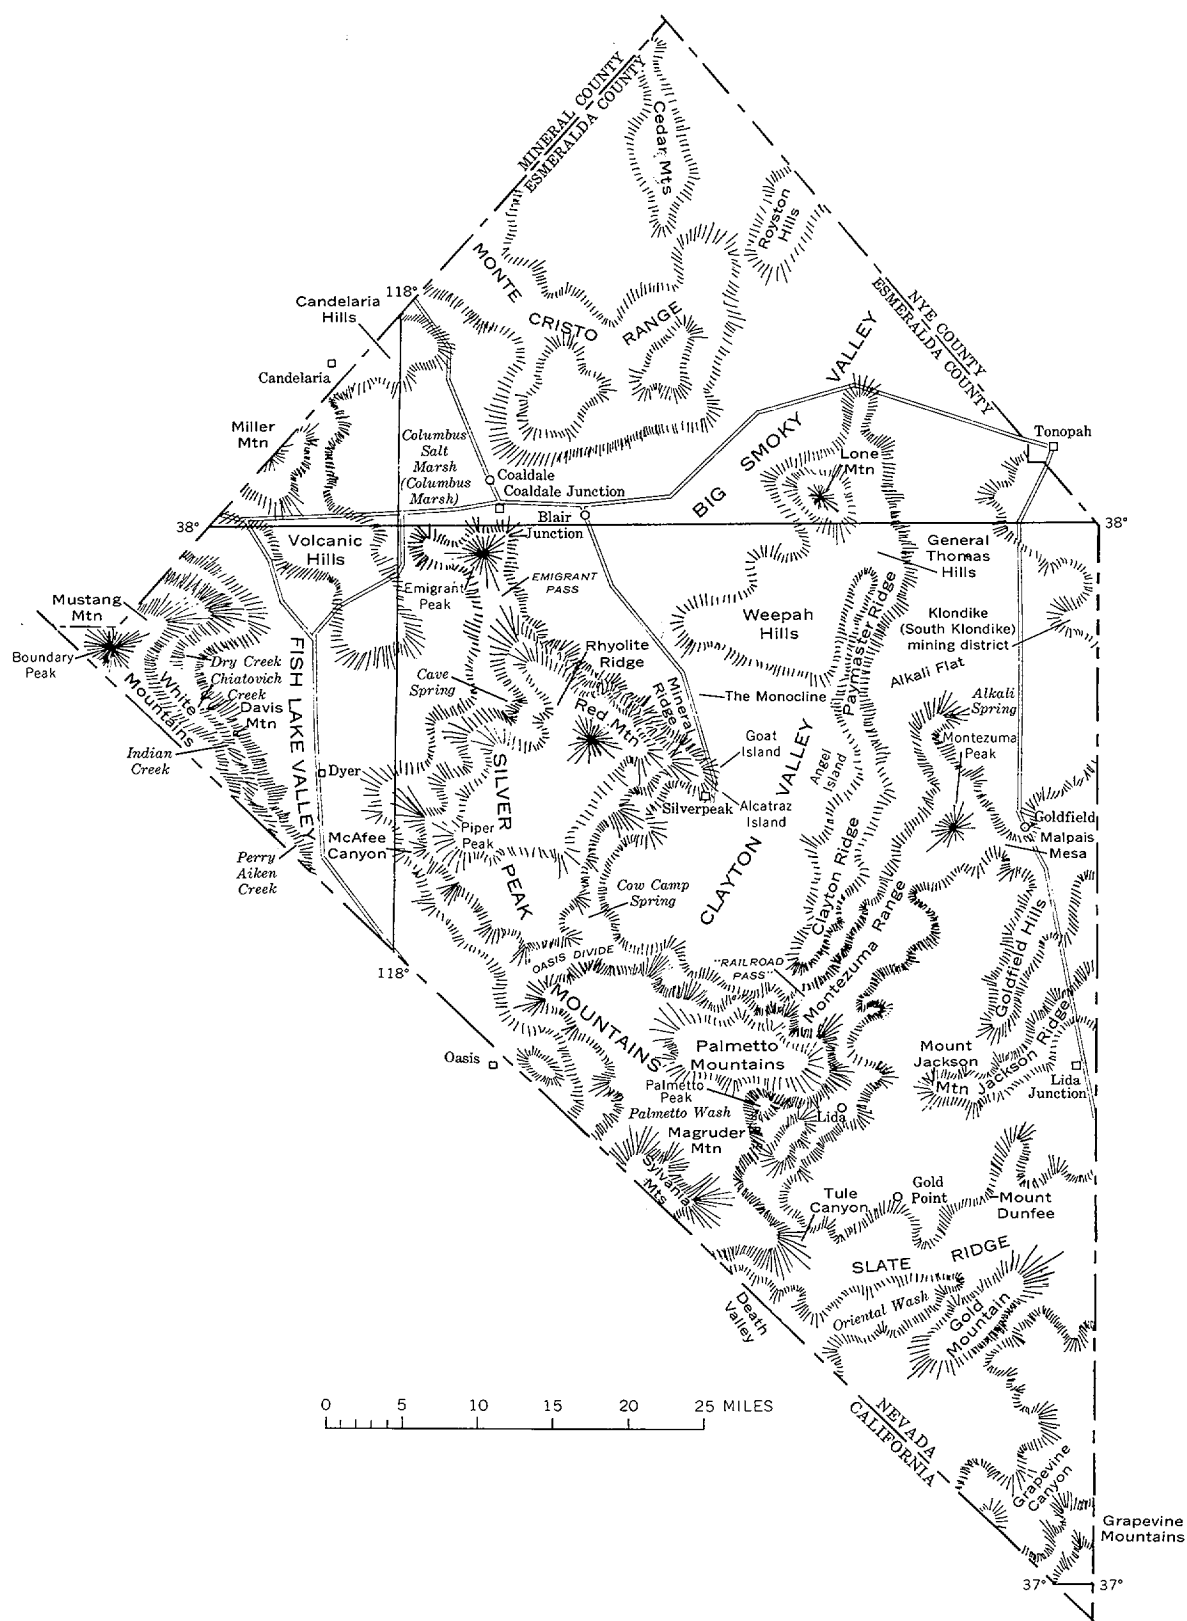 MINERAL COUNTY
ESMERALDA COUNTY
Cedar Mts
Royston
Hills
MONTE
CRISTO
RANGE
NYE COUNTY
ESMERALDA COUNTY
118°
Candelaria
Hills
Candelaria
VALLEY
Miller
Mtn
Columbus
Salt
Marsh
(Columbus
Marsh)
Coaldale
Coaldale Junction
SMOKY
Lone
Mtn
Tonopah
BIG
38°
Blair
Junction
38°
Volcanic
Hills
General
Thomas
Hills
EMIGRANT
PASS
Emigrant
Peak
Mustang
Mtn
Weepah
Hills
Paymaster Ridge
Klondike
(South Klondike)
mining district
Boundary
Peak
Dry Creek
Chiatovich
Creek
Davis
Mtn
White
Mountains
FISH LAKE VALLEY
Cave
Spring
Rhyolite
Ridge
Mineral
Ridge
The Monocline
Alkali Flat
Alkali
Spring
Red Mtn
Montezuma
Peak
Goat
Island
Angel
Island
Indian
Creek
Dyer
SILVER
Silverpeak
Alcatraz
Island
VALLEY
Goldfield
Malpais
Mesa
McAfee
Canyon
Piper
Peak
Perry
Aiken
Creek
PEAK
Cow Camp
Spring
CLAYTON
Clayton Ridge
Montezuma Range
Goldfield Hills
OASIS DIVIDE
"RAILROAD
PASS"
118°
MOUNTAINS
Oasis
Palmetto
Mountains
Mount
Jackson
Mtn
Jackson Ridge
Lida
Junction
Palmetto
Peak
Palmetto Wash
Lida
Magruder
Mtn
Sylvania
Mts
Tule
Canyon
Gold
Point
Mount
Dunfee
SLATE RIDGE
Oriental Wash
Gold
Mountain
Death
Valley
0 5 10 15 20 25 MILES
NEVADA
CALIFORNIA
Grapevine
Canyon
Grapevine
Mountains
37°
37°